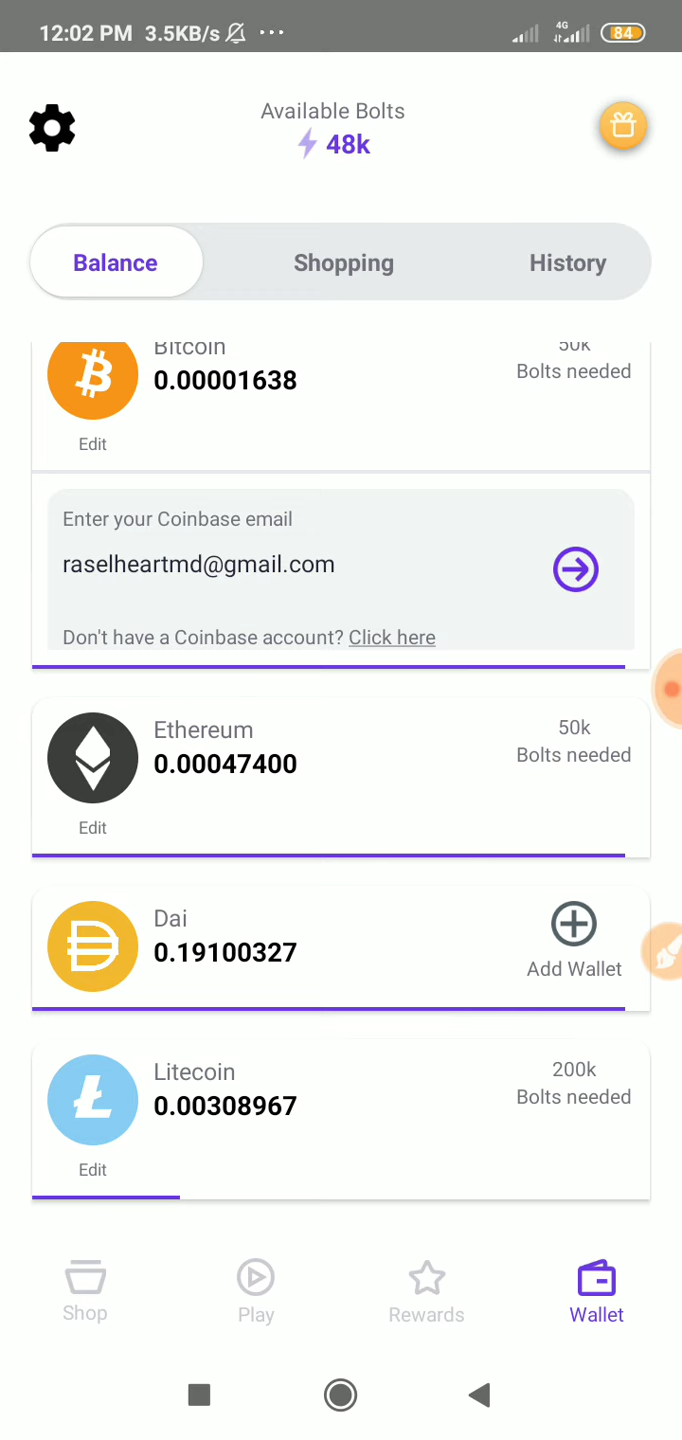 12:02 PM 3.5KB/s ... 4G 84
Available Bolts
48k
Balance Shopping History
Bitcoin 50k
0.00001638 Bolts needed
Edit
Enter your Coinbase email
raselheartmd@gmail.com
Don't have a Coinbase account? Click here
Ethereum 50k
0.00047400 Bolts needed
Edit
Dai
0.19100327 Add Wallet
Litecoin 200k
0.00308967 Bolts needed
Edit
Shop Play Rewards Wallet